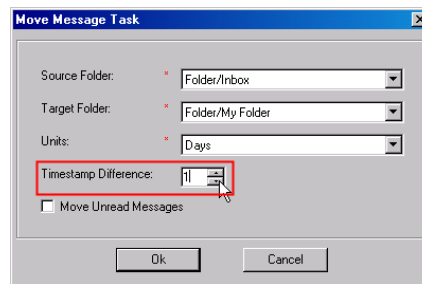 Move Message Task
Source Folder: * Folder/Inbox
Target Folder: * Folder/My Folder
Units: * Days
Timestamp Difference: 1
Move Unread Messages
Ok Cancel